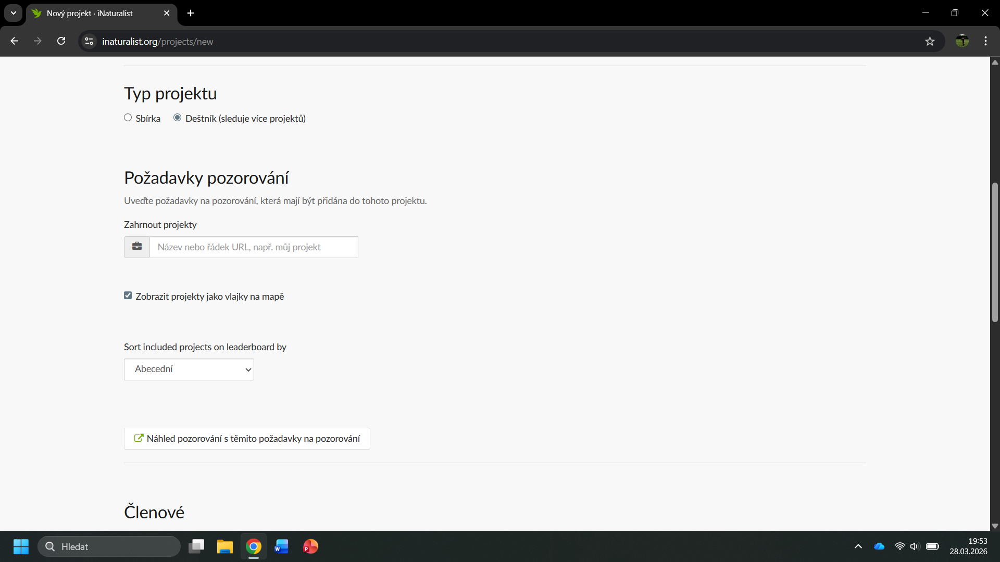 Nový projekt · iNaturalist
inaturalist.org/projects/new
Typ projektu
Sbírka
Deštník (sleduje více projektů)
Požadavky pozorování
Uveďte požadavky na pozorování, která mají být přidána do tohoto projektu.
Zahrnout projekty
Název nebo řádek URL, např. můj projekt
Zobrazit projekty jako vlajky na mapě
Sort included projects on leaderboard by
Abecední
Náhled pozorování s těmito požadavky na pozorování
Členové
Hledat
19:53
28.03.2026